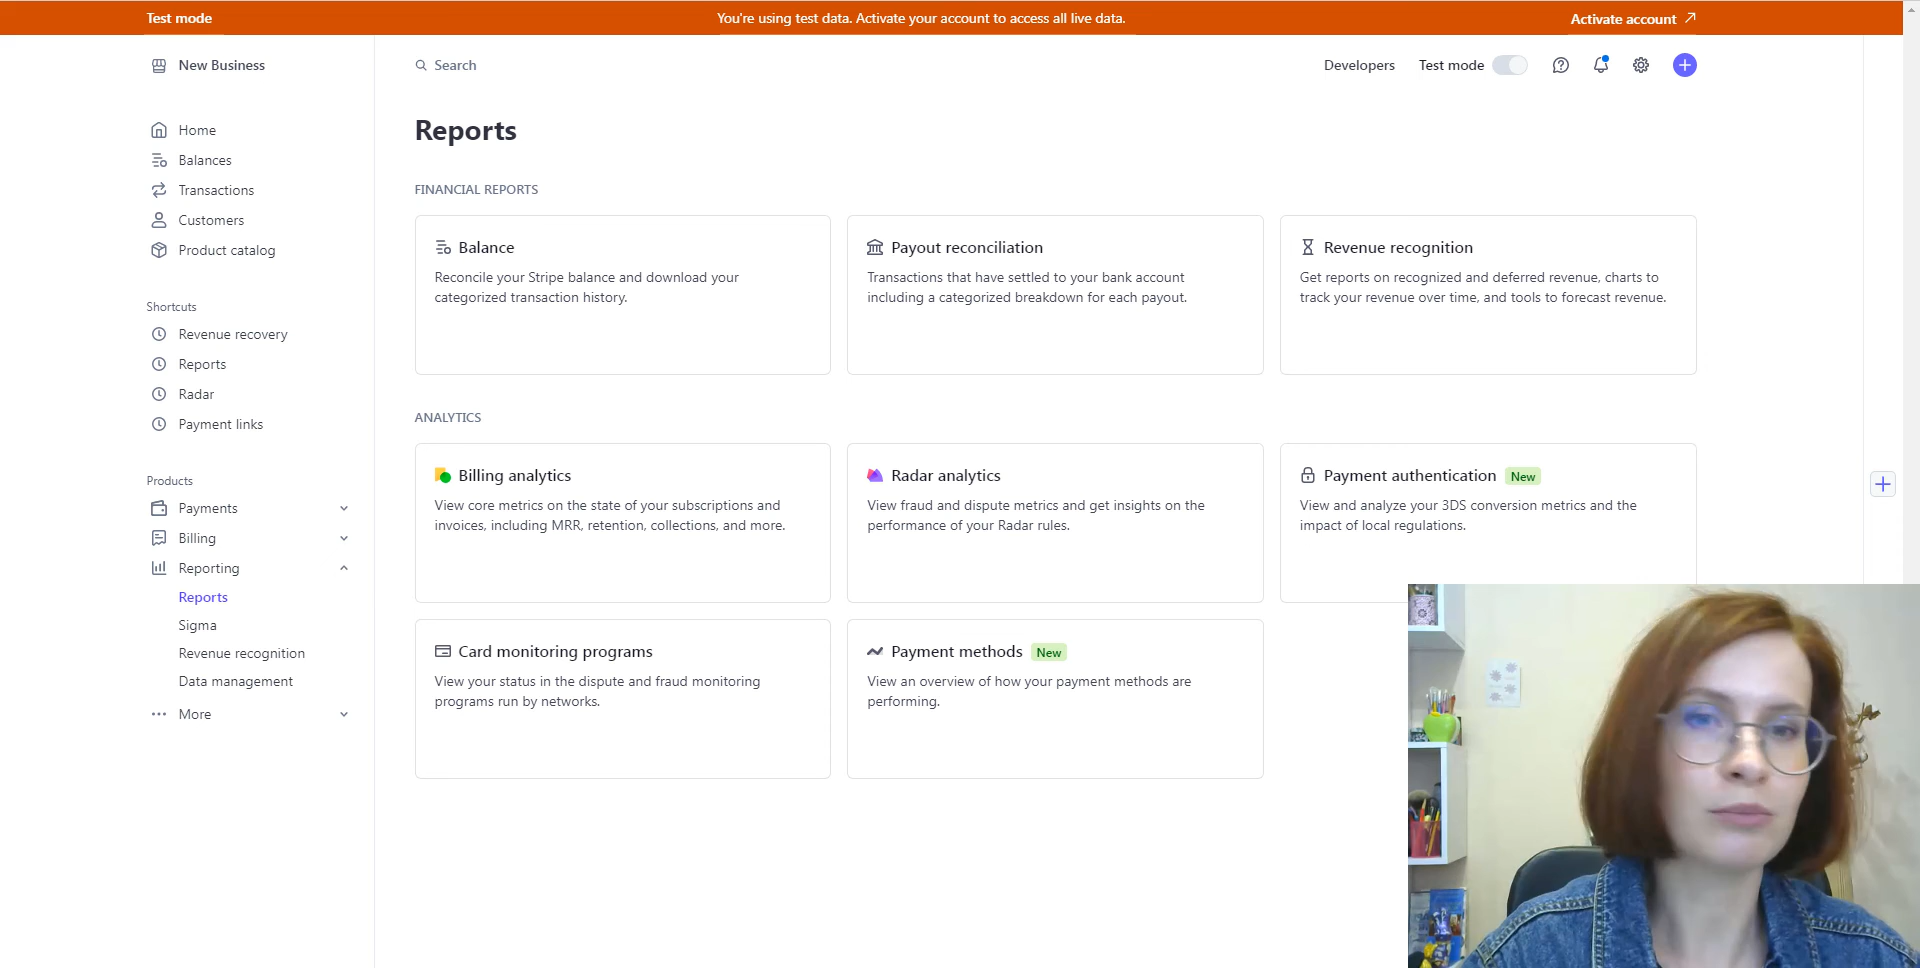 Test mode
You're using test data. Activate your account to access all live data.
Activate account
New Business
Search
Developers
Test mode
Home
Balances
Transactions
Customers
Product catalog
Shortcuts
Revenue recovery
Reports
Radar
Payment links
Products
Payments
Billing
Reporting
Reports
Sigma
Revenue recognition
Data management
More
Reports
FINANCIAL REPORTS
Balance
Reconcile your Stripe balance and download your
categorized transaction history.
Payout reconciliation
Transactions that have settled to your bank account
including a categorized breakdown for each payout.
Revenue recognition
Get reports on recognized and deferred revenue, charts to
track your revenue over time, and tools to forecast revenue.
ANALYTICS
Billing analytics
View core metrics on the state of your subscriptions and
invoices, including MRR, retention, collections, and more.
Radar analytics
View fraud and dispute metrics and get insights on the
performance of your Radar rules.
Payment authentication New
View and analyze your 3DS conversion metrics and the
impact of local regulations.
Card monitoring programs
View your status in the dispute and fraud monitoring
programs run by networks.
Payment methods New
View an overview of how your payment methods are
performing.